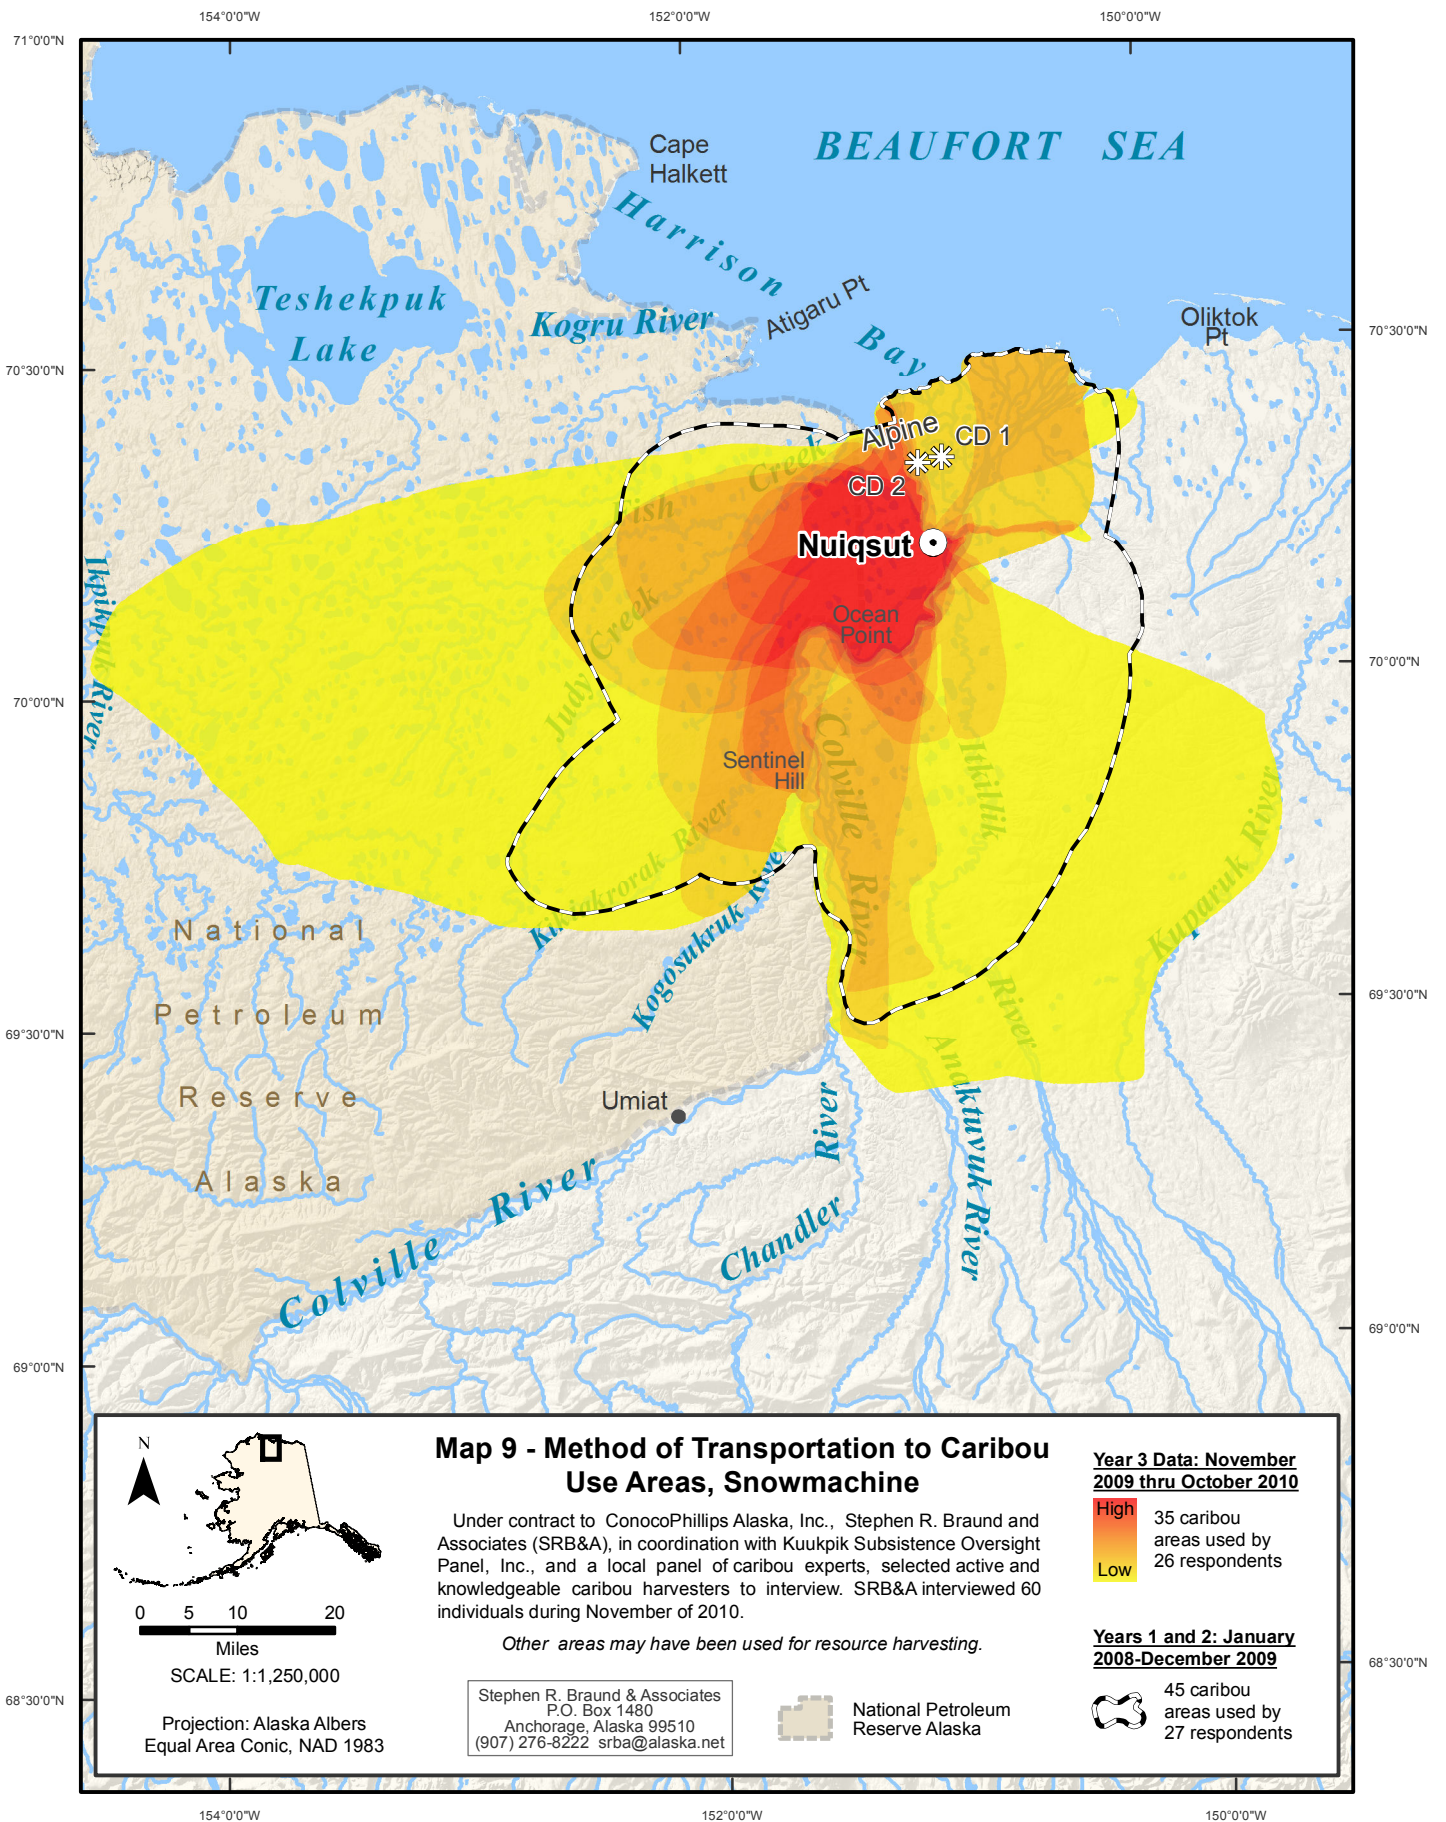 154°0'0"W
152°0'0"W
150°0'0"W
71°0'0"N
70°30'0"N
70°0'0"N
69°30'0"N
69°0'0"N
68°30'0"N
70°30'0"N
70°0'0"N
69°30'0"N
69°0'0"N
68°30'0"N
BEAUFORT SEA
Cape
Halkett
Harrison
Bay
Teshekpuk
Lake
Kogru River
Atigaru Pt
Oliktok
Pt
Alpine
CD 1
CD 2
Fish
Creek
Nuiqsut
Ocean
Point
Judy
Creek
Ikpikpuk River
Sentinel
Hill
Colville River
Itkillik
River
Kuparuk River
Kikiakrorak River
Kogosukruk River
National
Petroleum
Reserve
Alaska
Umiat
Anaktuvuk River
Chandler
River
Colville River
N
0 5 10 20
Miles
SCALE: 1:1,250,000
Projection: Alaska Albers
Equal Area Conic, NAD 1983
Map 9 - Method of Transportation to Caribou
Use Areas, Snowmachine
Under contract to ConocoPhillips Alaska, Inc., Stephen R. Braund and
Associates (SRB&A), in coordination with Kuukpik Subsistence Oversight
Panel, Inc., and a local panel of caribou experts, selected active and
knowledgeable caribou harvesters to interview. SRB&A interviewed 60
individuals during November of 2010.
Other areas may have been used for resource harvesting.
Stephen R. Braund & Associates
P.O. Box 1480
Anchorage, Alaska 99510
(907) 276-8222 srba@alaska.net
National Petroleum
Reserve Alaska
Year 3 Data: November
2009 thru October 2010
High
Low
35 caribou
areas used by
26 respondents
Years 1 and 2: January
2008-December 2009
45 caribou
areas used by
27 respondents
154°0'0"W
152°0'0"W
150°0'0"W